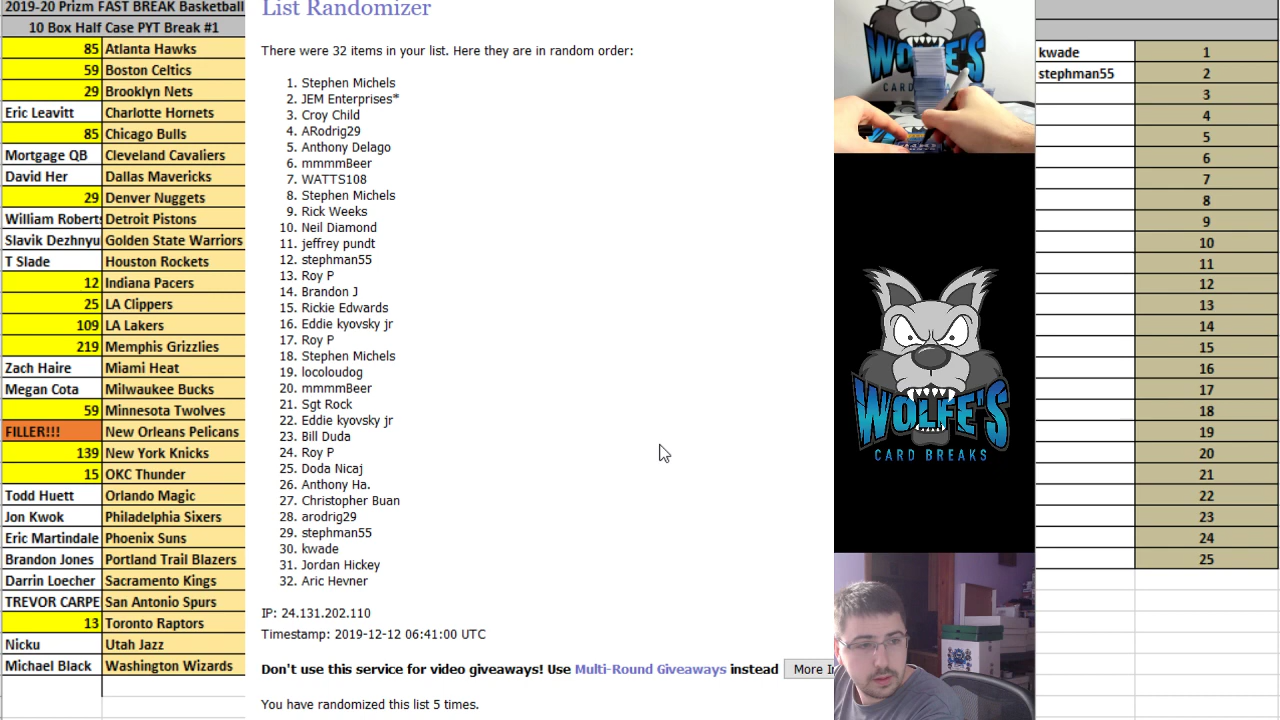 2019-20 Prizm FAST BREAK Basketball
10 Box Half Case PYT Break #1
85 Atlanta Hawks
59 Boston Celtics
29 Brooklyn Nets
Eric Leavitt Charlotte Hornets
85 Chicago Bulls
Mortgage QB Cleveland Cavaliers
David Her Dallas Mavericks
29 Denver Nuggets
William Roberts Detroit Pistons
Slavik Dezhnyu Golden State Warriors
T Slade Houston Rockets
12 Indiana Pacers
25 LA Clippers
109 LA Lakers
219 Memphis Grizzlies
Zach Haire Miami Heat
Megan Cota Milwaukee Bucks
59 Minnesota Twolves
FILLER!!! New Orleans Pelicans
139 New York Knicks
15 OKC Thunder
Todd Huett Orlando Magic
Jon Kwok Philadelphia Sixers
Eric Martindale Phoenix Suns
Brandon Jones Portland Trail Blazers
Darrin Loecher Sacramento Kings
TREVOR CARPE San Antonio Spurs
13 Toronto Raptors
Nicku Utah Jazz
Michael Black Washington Wizards
List Randomizer
There were 32 items in your list. Here they are in random order:
1. Stephen Michels
2. JEM Enterprises*
3. Croy Child
4. ARodrig29
5. Anthony Delago
6. mmmmBeer
7. WATTS108
8. Stephen Michels
9. Rick Weeks
10. Neil Diamond
11. jeffrey pundt
12. stephman55
13. Roy P
14. Brandon J
15. Rickie Edwards
16. Eddie kyovsky jr
17. Roy P
18. Stephen Michels
19. locoloudog
20. mmmmBeer
21. Sgt Rock
22. Eddie kyovsky jr
23. Bill Duda
24. Roy P
25. Doda Nicaj
26. Anthony Ha.
27. Christopher Buan
28. arodrig29
29. stephman55
30. kwade
31. Jordan Hickey
32. Aric Hevner
IP: 24.131.202.110
Timestamp: 2019-12-12 06:41:00 UTC
Don't use this service for video giveaways! Use Multi-Round Giveaways instead More In
You have randomized this list 5 times.
WOLFE'S
CARD BREAKS
kwade 1
stephman55 2
3
4
5
6
7
8
9
10
11
12
13
14
15
16
17
18
19
20
21
22
23
24
25